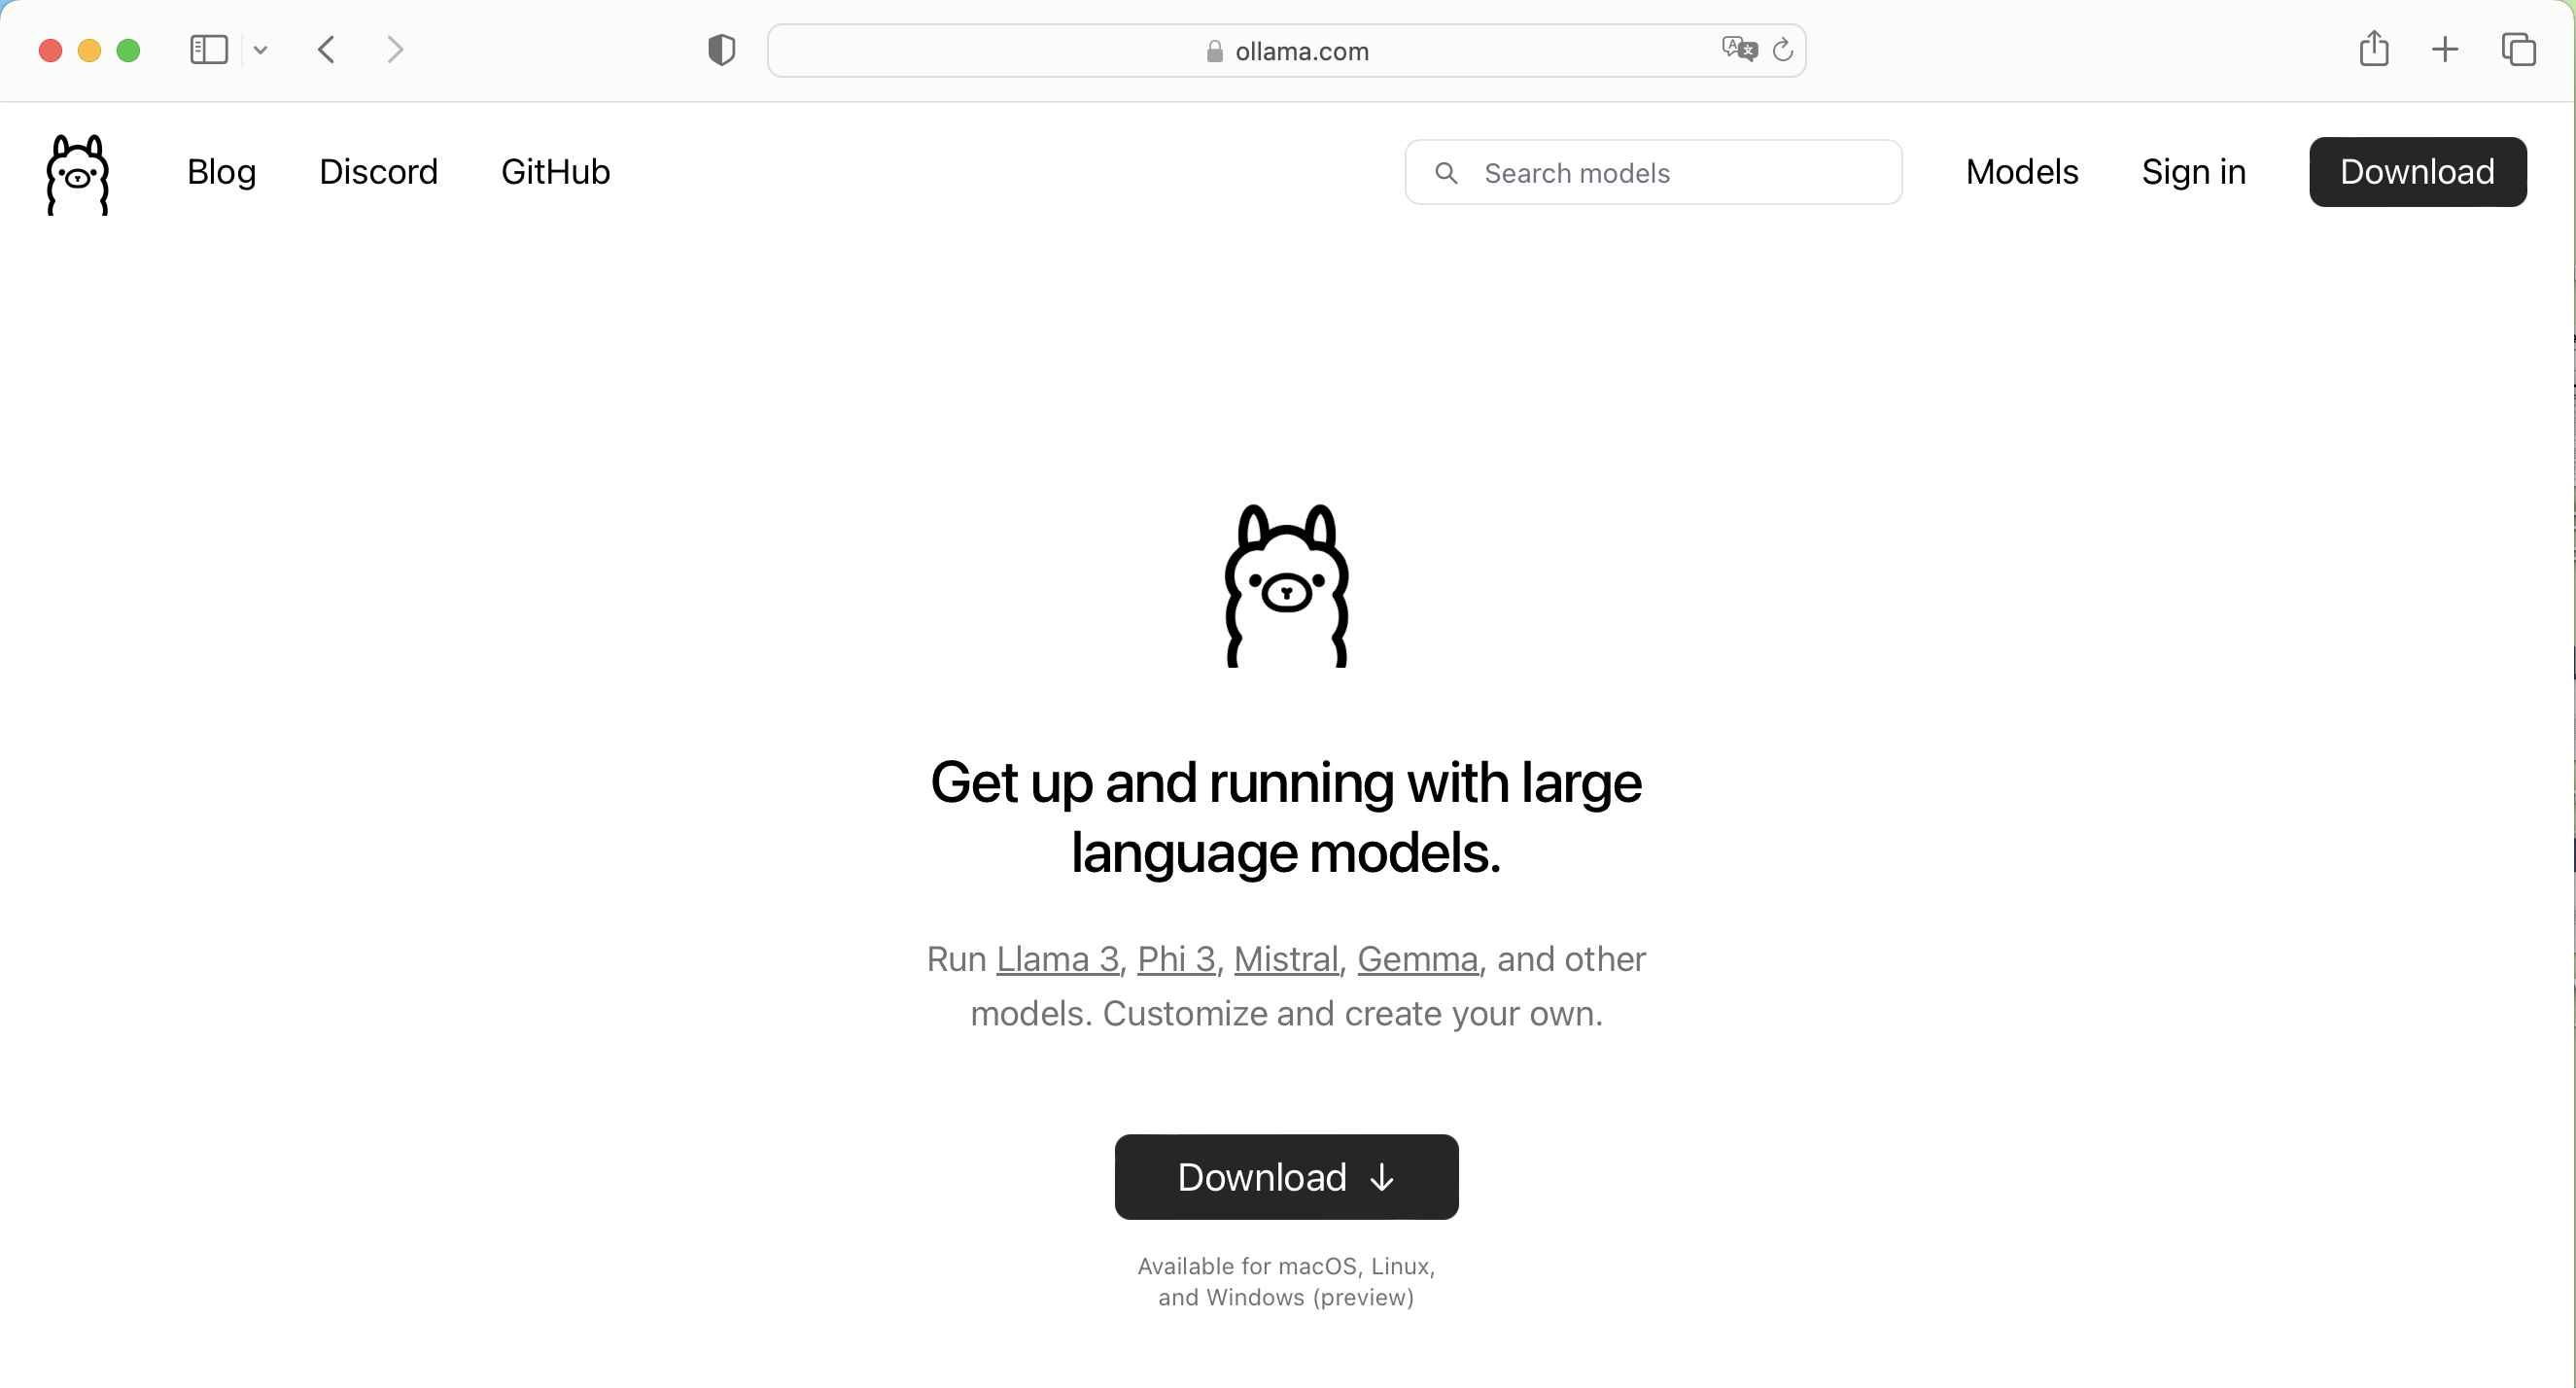 ollama.com
Blog Discord GitHub Search models Models Sign in Download
Get up and running with large
language models.
Run Llama 3, Phi 3, Mistral, Gemma, and other
models. Customize and create your own.
Download ↓
Available for macOS, Linux,
and Windows (preview)